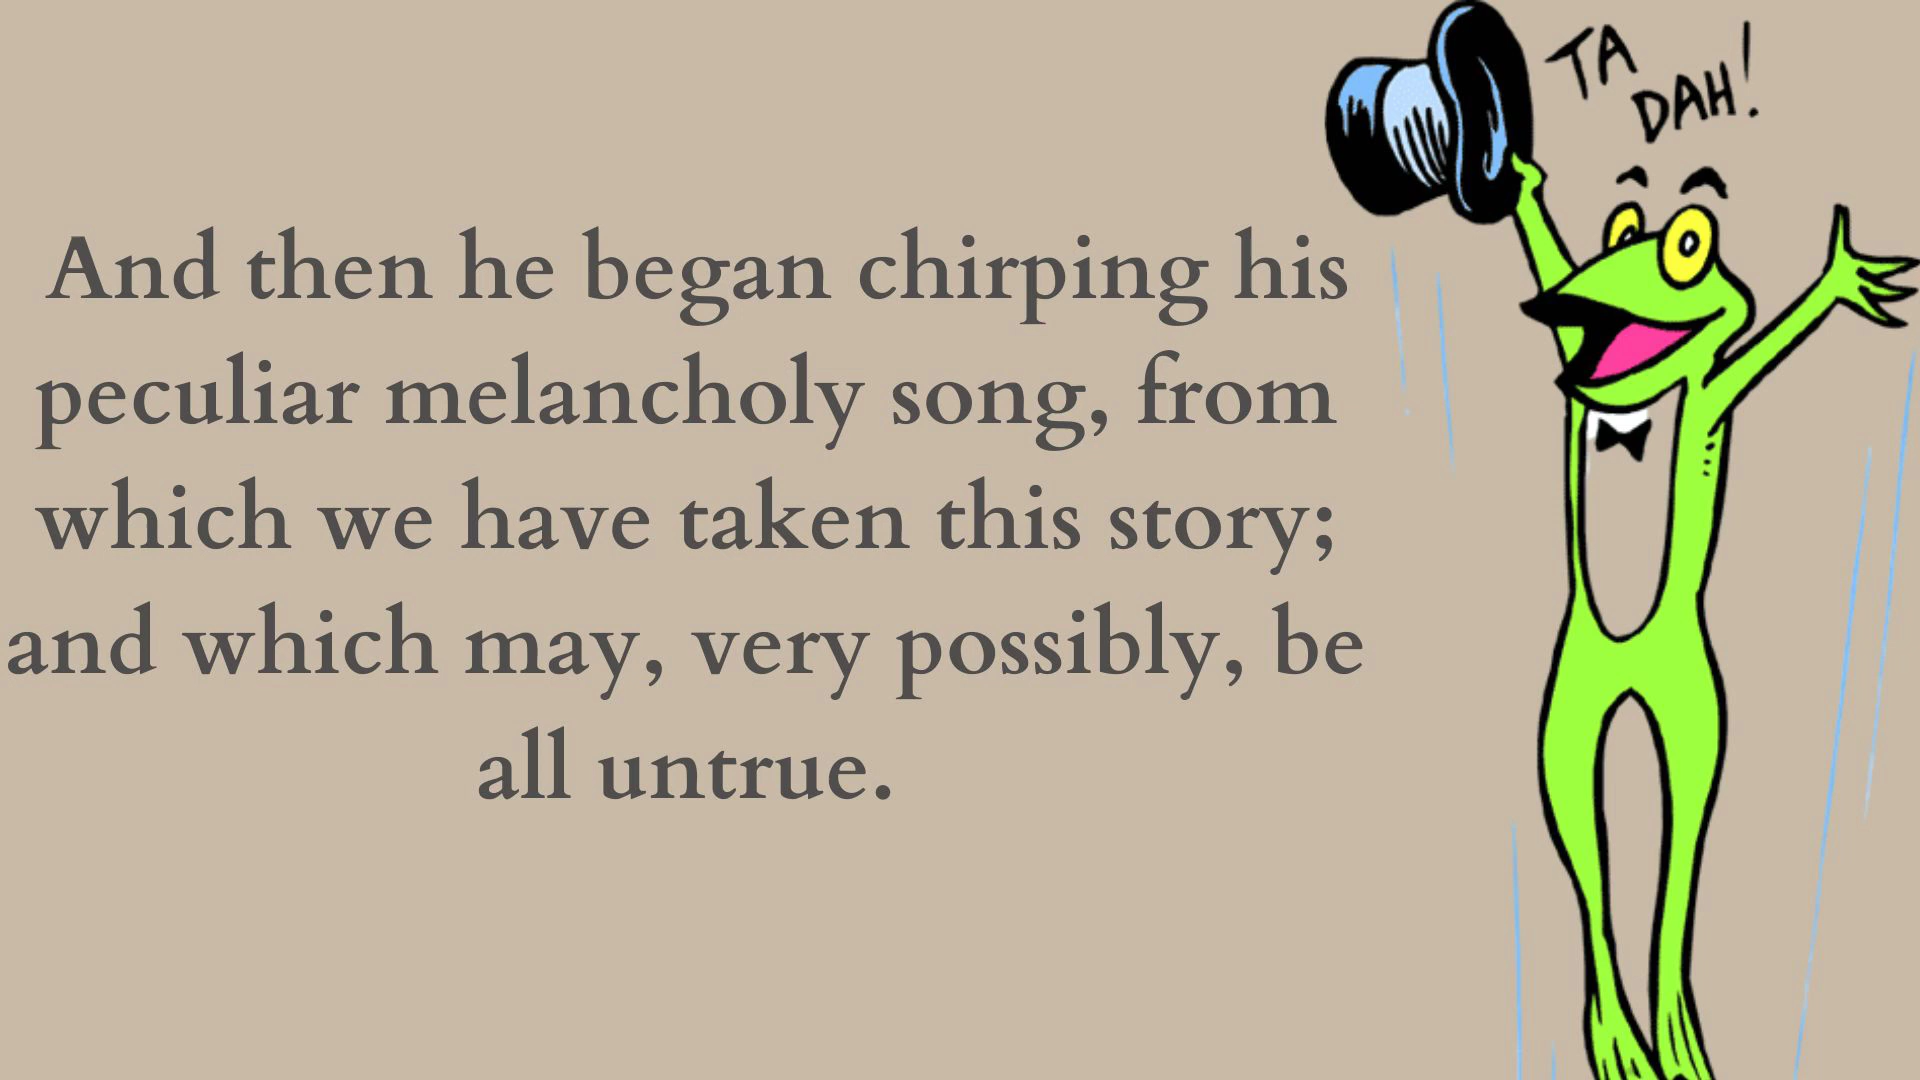 And then he began chirping his
peculiar melancholy song, from
which we have taken this story;
and which may, very possibly, be
all untrue.
TA
DAH!